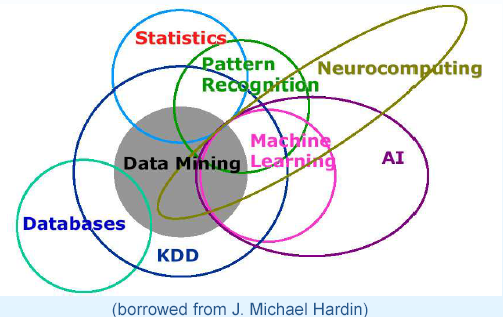 Statistics
Pattern
Recognition
Neurocomputing
Machine
Learning
Data Mining
AI
Databases
KDD
(borrowed from J. Michael Hardin)